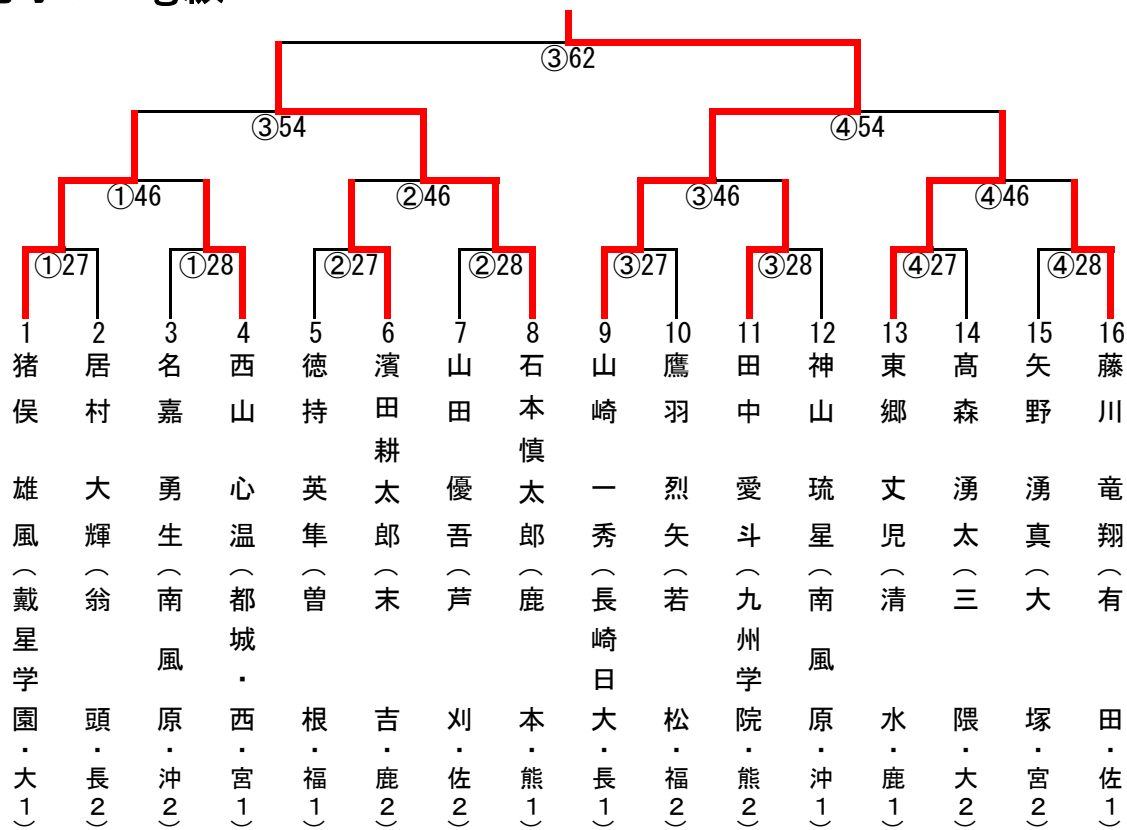 ③62
③54
④54
①46
②46
③46
④46
①27
①28
②27
②28
③27
③28
④27
④28
1 猪俣 雄風（戴星学園・大1）
2 居村 大輝（翁頭・長2）
3 名嘉 勇生（南風原・沖2）
4 西山 心温（都城・西・宮1）
5 徳持 英隼（曽根・福1）
6 濱田耕太郎（末吉・鹿2）
7 山田 優吾（芦刈・佐2）
8 石本慎太郎（鹿本・熊1）
9 山崎 一秀（長崎日大・長1）
10 鷹羽 烈矢（若松・福2）
11 田中 愛斗（九州学院・熊2）
12 神山 琉星（南風原・沖1）
13 東郷 丈児（清水・鹿1）
14 髙森 湧太（三隈・大2）
15 矢野 湧真（大塚・宮2）
16 藤川 竜翔（有田・佐1）